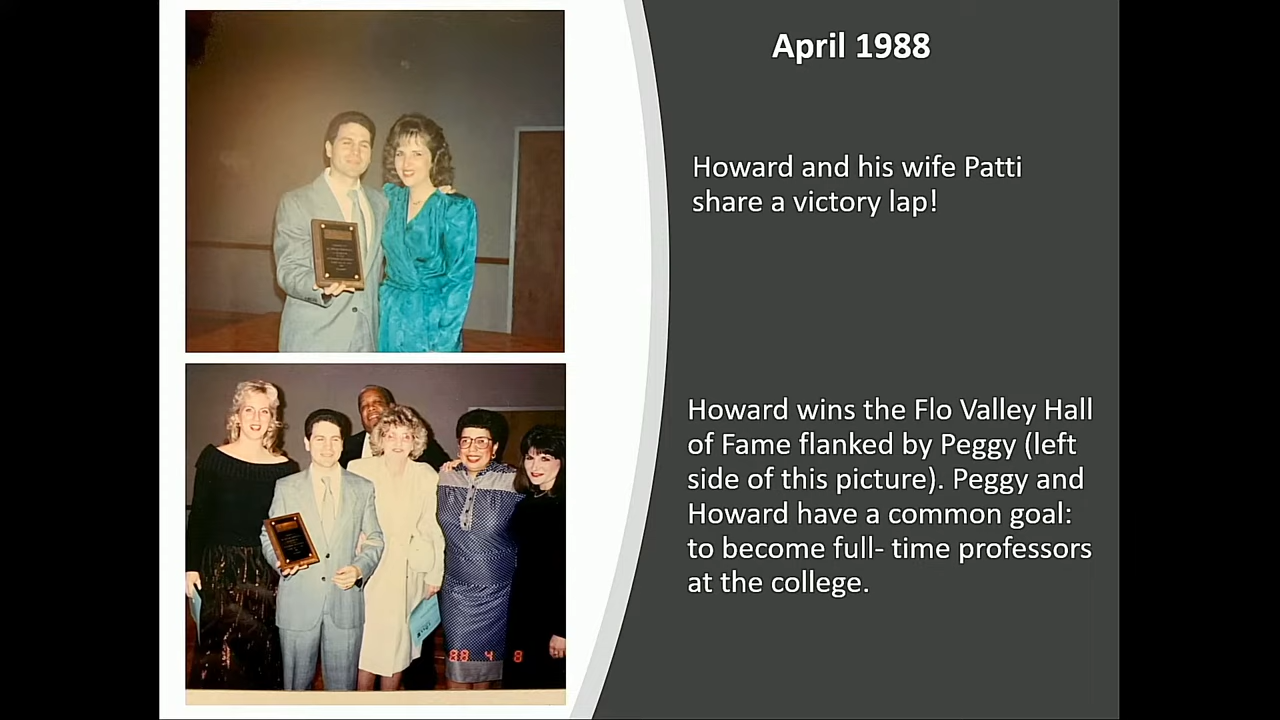 April 1988
Howard and his wife Patti
share a victory lap!
Howard wins the Flo Valley Hall
of Fame flanked by Peggy (left
side of this picture). Peggy and
Howard have a common goal:
to become full- time professors
at the college.
88 4 8